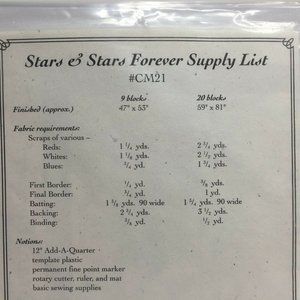 Stars & Stars Forever Supply List
#CM21
9 blocks 20 blocks
Finished (approx.) 47" x 53" 59" x 81"
Fabric requirements:
Scraps of various –
Reds: 1 1/4 yds. 2 3/4 yds.
Whites: 1 1/8 yds. 2 1/2 yds.
Blues: 3/4 yd. 1 3/4 yds.
First Border: 1/4 yd. 3/8 yd.
Final Border: 3/4 yd. 1 yd.
Batting: 1 5/8 yds. 90 wide 1 3/4 yds. 90 wide
Backing: 2 3/4 yds. 3 1/2 yds.
Binding: 3/8 yd. 1/2 yd.
Notions:
12" Add-A-Quarter
template plastic
permanent fine point marker
rotary cutter, ruler, and mat
basic sewing supplies